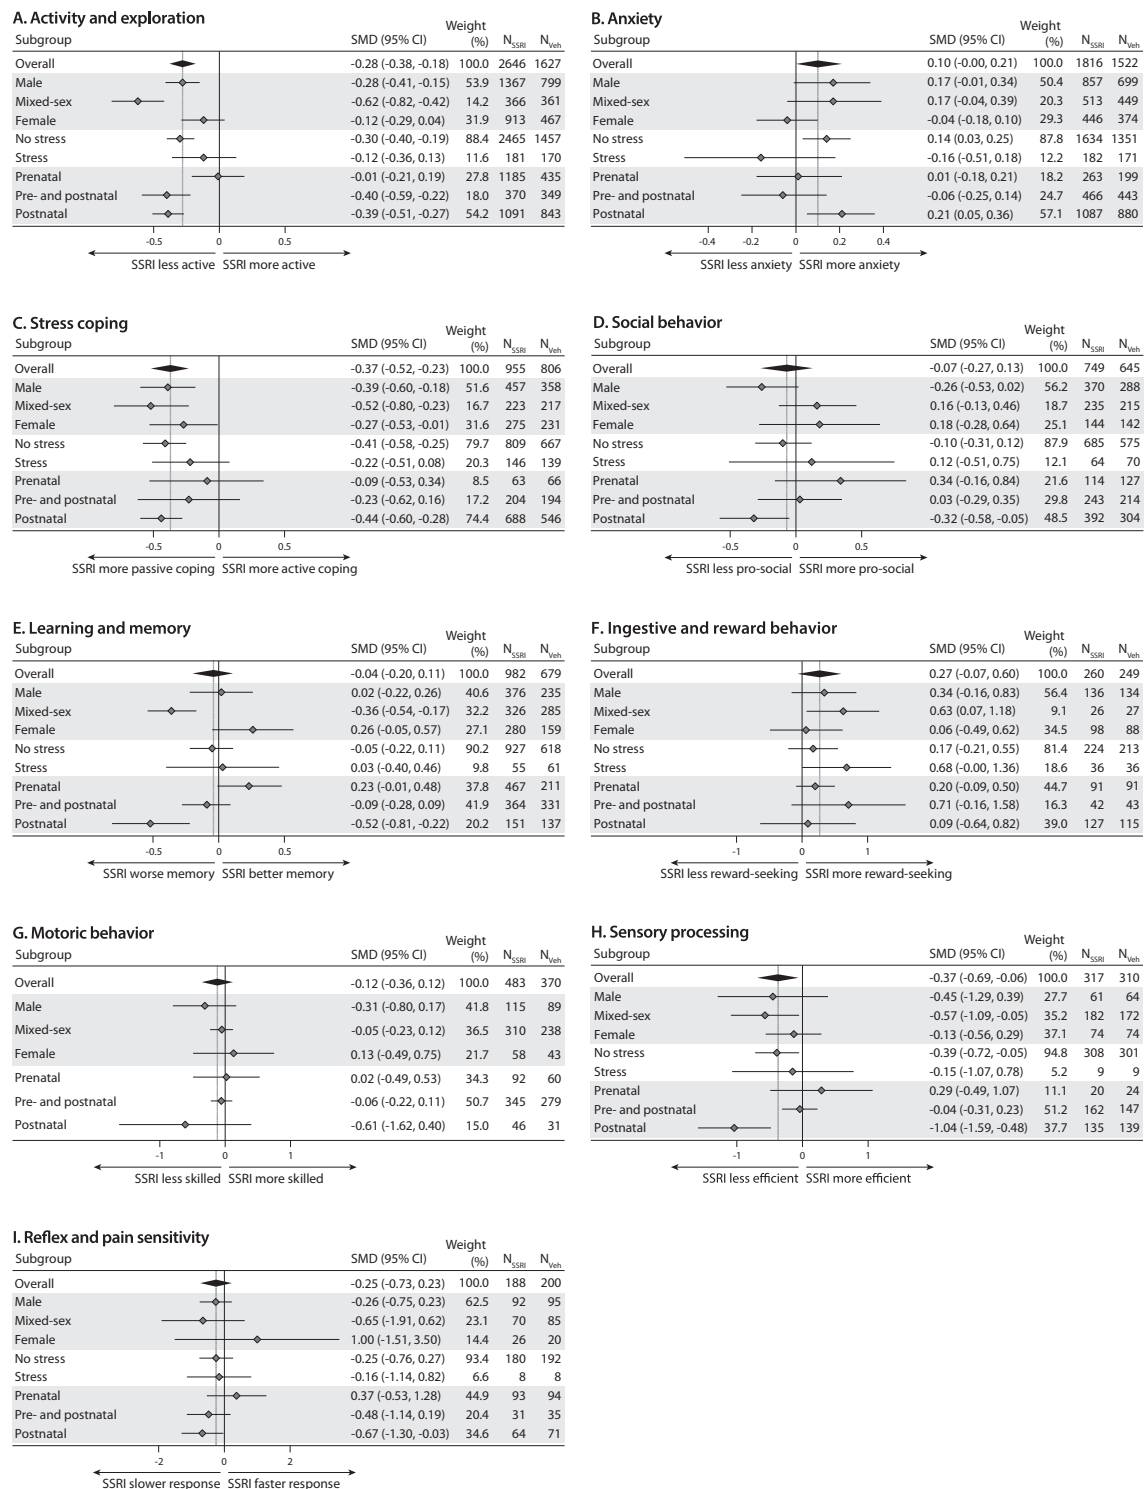 A. Activity and exploration
Subgroup SMD (95% CI) Weight (%) NSSRI NVeh
Overall -0.28 (-0.38, -0.18) 100.0 2646 1627
Male -0.28 (-0.41, -0.15) 53.9 1367 799
Mixed-sex -0.62 (-0.82, -0.42) 14.2 366 361
Female -0.12 (-0.29, 0.04) 31.9 913 467
No stress -0.30 (-0.40, -0.19) 88.4 2465 1457
Stress -0.12 (-0.36, 0.13) 11.6 181 170
Prenatal -0.01 (-0.21, 0.19) 27.8 1185 435
Pre- and postnatal -0.40 (-0.59, -0.22) 18.0 370 349
Postnatal -0.39 (-0.51, -0.27) 54.2 1091 843
-0.5 0 0.5
SSRI less active SSRI more active
B. Anxiety
Subgroup SMD (95% CI) Weight (%) NSSRI NVeh
Overall 0.10 (-0.00, 0.21) 100.0 1816 1522
Male 0.17 (-0.01, 0.34) 50.4 857 699
Mixed-sex 0.17 (-0.04, 0.39) 20.3 513 449
Female -0.04 (-0.18, 0.10) 29.3 446 374
No stress 0.14 (0.03, 0.25) 87.8 1634 1351
Stress -0.16 (-0.51, 0.18) 12.2 182 171
Prenatal 0.01 (-0.18, 0.21) 18.2 263 199
Pre- and postnatal -0.06 (-0.25, 0.14) 24.7 466 443
Postnatal 0.21 (0.05, 0.36) 57.1 1087 880
-0.4 -0.2 0 0.2 0.4
SSRI less anxiety SSRI more anxiety
C. Stress coping
Subgroup SMD (95% CI) Weight (%) NSSRI NVeh
Overall -0.37 (-0.52, -0.23) 100.0 955 806
Male -0.39 (-0.60, -0.18) 51.6 457 358
Mixed-sex -0.52 (-0.80, -0.23) 16.7 223 217
Female -0.27 (-0.53, -0.01) 31.6 275 231
No stress -0.41 (-0.58, -0.25) 79.7 809 667
Stress -0.22 (-0.51, 0.08) 20.3 146 139
Prenatal -0.09 (-0.53, 0.34) 8.5 63 66
Pre- and postnatal -0.23 (-0.62, 0.16) 17.2 204 194
Postnatal -0.44 (-0.60, -0.28) 74.4 688 546
-0.5 0 0.5
SSRI more passive coping SSRI more active coping
D. Social behavior
Subgroup SMD (95% CI) Weight (%) NSSRI NVeh
Overall -0.07 (-0.27, 0.13) 100.0 749 645
Male -0.26 (-0.53, 0.02) 56.2 370 288
Mixed-sex 0.16 (-0.13, 0.46) 18.7 235 215
Female 0.18 (-0.28, 0.64) 25.1 144 142
No stress -0.10 (-0.31, 0.12) 87.9 685 575
Stress 0.12 (-0.51, 0.75) 12.1 64 70
Prenatal 0.34 (-0.16, 0.84) 21.6 114 127
Pre- and postnatal 0.03 (-0.29, 0.35) 29.8 243 214
Postnatal -0.32 (-0.58, -0.05) 48.5 392 304
-0.5 0 0.5
SSRI less pro-social SSRI more pro-social
E. Learning and memory
Subgroup SMD (95% CI) Weight (%) NSSRI NVeh
Overall -0.04 (-0.20, 0.11) 100.0 982 679
Male 0.02 (-0.22, 0.26) 40.6 376 235
Mixed-sex -0.36 (-0.54, -0.17) 32.2 326 285
Female 0.26 (-0.05, 0.57) 27.1 280 159
No stress -0.05 (-0.22, 0.11) 90.2 927 618
Stress 0.03 (-0.40, 0.46) 9.8 55 61
Prenatal 0.23 (-0.01, 0.48) 37.8 467 211
Pre- and postnatal -0.09 (-0.28, 0.09) 41.9 364 331
Postnatal -0.52 (-0.81, -0.22) 20.2 151 137
-0.5 0 0.5
SSRI worse memory SSRI better memory
F. Ingestive and reward behavior
Subgroup SMD (95% CI) Weight (%) NSSRI NVeh
Overall 0.27 (-0.07, 0.60) 100.0 260 249
Male 0.34 (-0.16, 0.83) 56.4 136 134
Mixed-sex 0.63 (0.07, 1.18) 9.1 26 27
Female 0.06 (-0.49, 0.62) 34.5 98 88
No stress 0.17 (-0.21, 0.55) 81.4 224 213
Stress 0.68 (-0.00, 1.36) 18.6 36 36
Prenatal 0.20 (-0.09, 0.50) 44.7 91 91
Pre- and postnatal 0.71 (-0.16, 1.58) 16.3 42 43
Postnatal 0.09 (-0.64, 0.82) 39.0 127 115
-1 0 1
SSRI less reward-seeking SSRI more reward-seeking
G. Motoric behavior
Subgroup SMD (95% CI) Weight (%) NSSRI NVeh
Overall -0.12 (-0.36, 0.12) 100.0 483 370
Male -0.31 (-0.80, 0.17) 41.8 115 89
Mixed-sex -0.05 (-0.23, 0.12) 36.5 310 238
Female 0.13 (-0.49, 0.75) 21.7 58 43
Prenatal 0.02 (-0.49, 0.53) 34.3 92 60
Pre- and postnatal -0.06 (-0.22, 0.11) 50.7 345 279
Postnatal -0.61 (-1.62, 0.40) 15.0 46 31
-1 0 1
SSRI less skilled SSRI more skilled
H. Sensory processing
Subgroup SMD (95% CI) Weight (%) NSSRI NVeh
Overall -0.37 (-0.69, -0.06) 100.0 317 310
Male -0.45 (-1.29, 0.39) 27.7 61 64
Mixed-sex -0.57 (-1.09, -0.05) 35.2 182 172
Female -0.13 (-0.56, 0.29) 37.1 74 74
No stress -0.39 (-0.72, -0.05) 94.8 308 301
Stress -0.15 (-1.07, 0.78) 5.2 9 9
Prenatal 0.29 (-0.49, 1.07) 11.1 20 24
Pre- and postnatal -0.04 (-0.31, 0.23) 51.2 162 147
Postnatal -1.04 (-1.59, -0.48) 37.7 135 139
-1 0 1
SSRI less efficient SSRI more efficient
I. Reflex and pain sensitivity
Subgroup SMD (95% CI) Weight (%) NSSRI NVeh
Overall -0.25 (-0.73, 0.23) 100.0 188 200
Male -0.26 (-0.75, 0.23) 62.5 92 95
Mixed-sex -0.65 (-1.91, 0.62) 23.1 70 85
Female 1.00 (-1.51, 3.50) 14.4 26 20
No stress -0.25 (-0.76, 0.27) 93.4 180 192
Stress -0.16 (-1.14, 0.82) 6.6 8 8
Prenatal 0.37 (-0.53, 1.28) 44.9 93 94
Pre- and postnatal -0.48 (-1.14, 0.19) 20.4 31 35
Postnatal -0.67 (-1.30, -0.03) 34.6 64 71
-2 0 2
SSRI slower response SSRI faster response